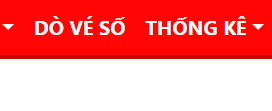 DÒ VÉ SỐ THỐNG KÊ